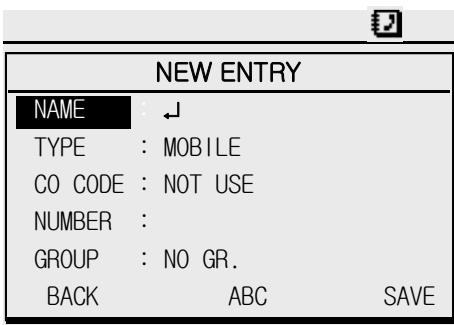 NEW ENTRY
NAME : ↵
TYPE : MOBILE
CO CODE : NOT USE
NUMBER :
GROUP : NO GR.
BACK ABC SAVE